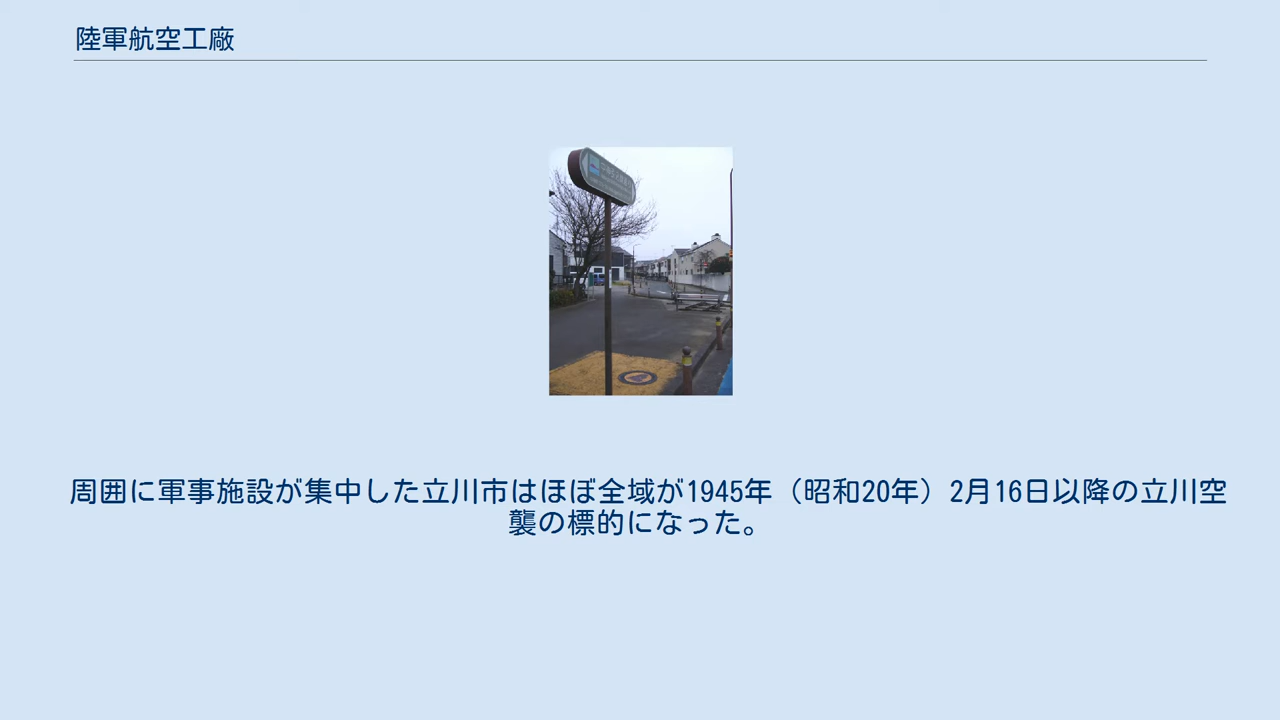 陸軍航空工廠
周囲に軍事施設が集中した立川市はほぼ全域が1945年（昭和20年）2月16日以降の立川空
襲の標的になった。